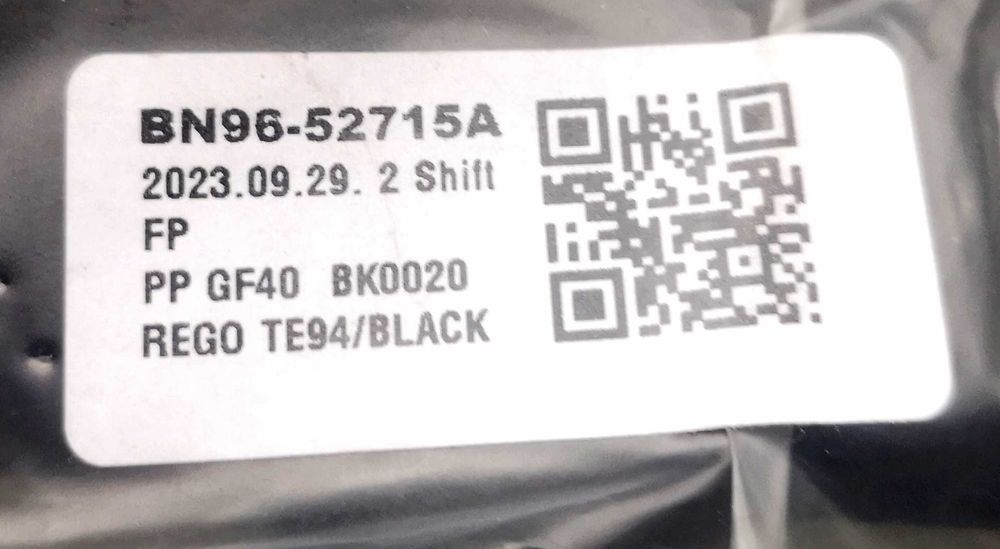 BN96-52715A
2023.09.29. 2 Shift
FP
PP GF40 BK0020
REGO TE94/BLACK